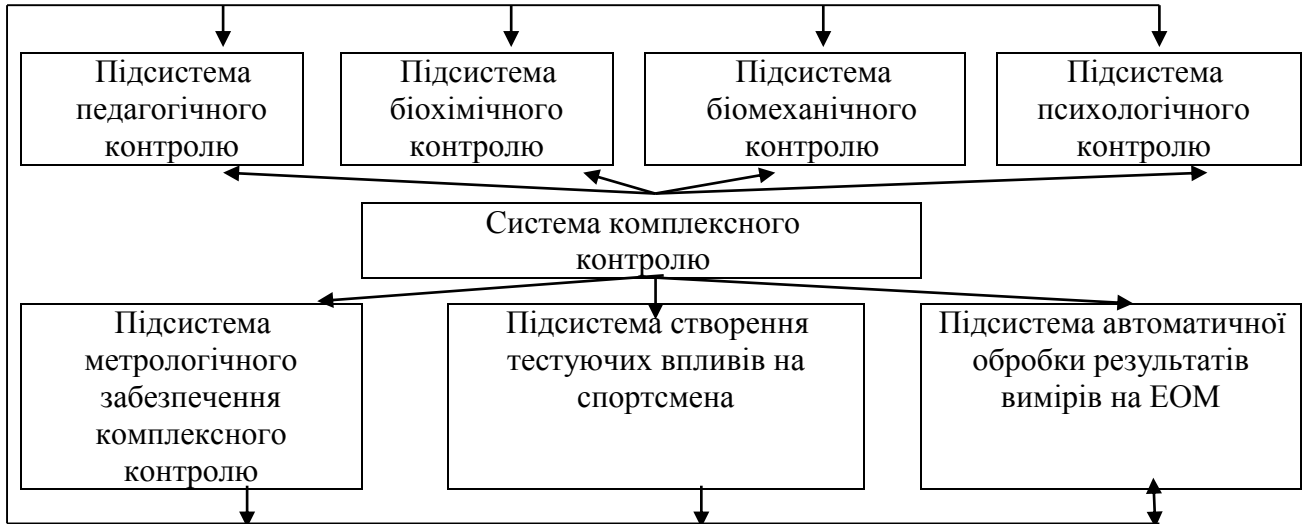 Підсистема
педагогічного
контролю
Підсистема
біохімічного
контролю
Підсистема
біомеханічного
контролю
Підсистема
психологічного
контролю
Система комплексного
контролю
Підсистема
метрологічного
забезпечення
комплексного
контролю
Підсистема створення
тестуючих впливів на
спортсмена
Підсистема автоматичної
обробки результатів
вимірів на ЕОМ